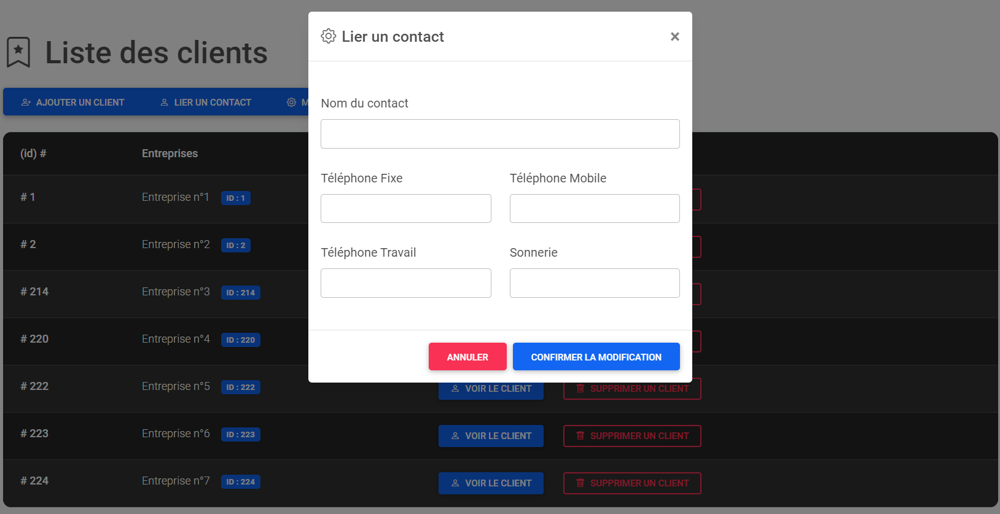 Liste des clients
AJOUTER UN CLIENT
LIER UN CONTACT
M
Lier un contact
×
Nom du contact
Téléphone Fixe
Téléphone Mobile
Téléphone Travail
Sonnerie
ANNULER
CONFIRMER LA MODIFICATION
(id) # Entreprises
# 1 Entreprise n°1 ID : 1
# 2 Entreprise n°2 ID : 2
# 214 Entreprise n°3 ID : 214
# 220 Entreprise n°4 ID : 220
# 222 Entreprise n°5 ID : 222 VOIR LE CLIENT SUPPRIMER UN CLIENT
# 223 Entreprise n°6 ID : 223 VOIR LE CLIENT SUPPRIMER UN CLIENT
# 224 Entreprise n°7 ID : 224 VOIR LE CLIENT SUPPRIMER UN CLIENT